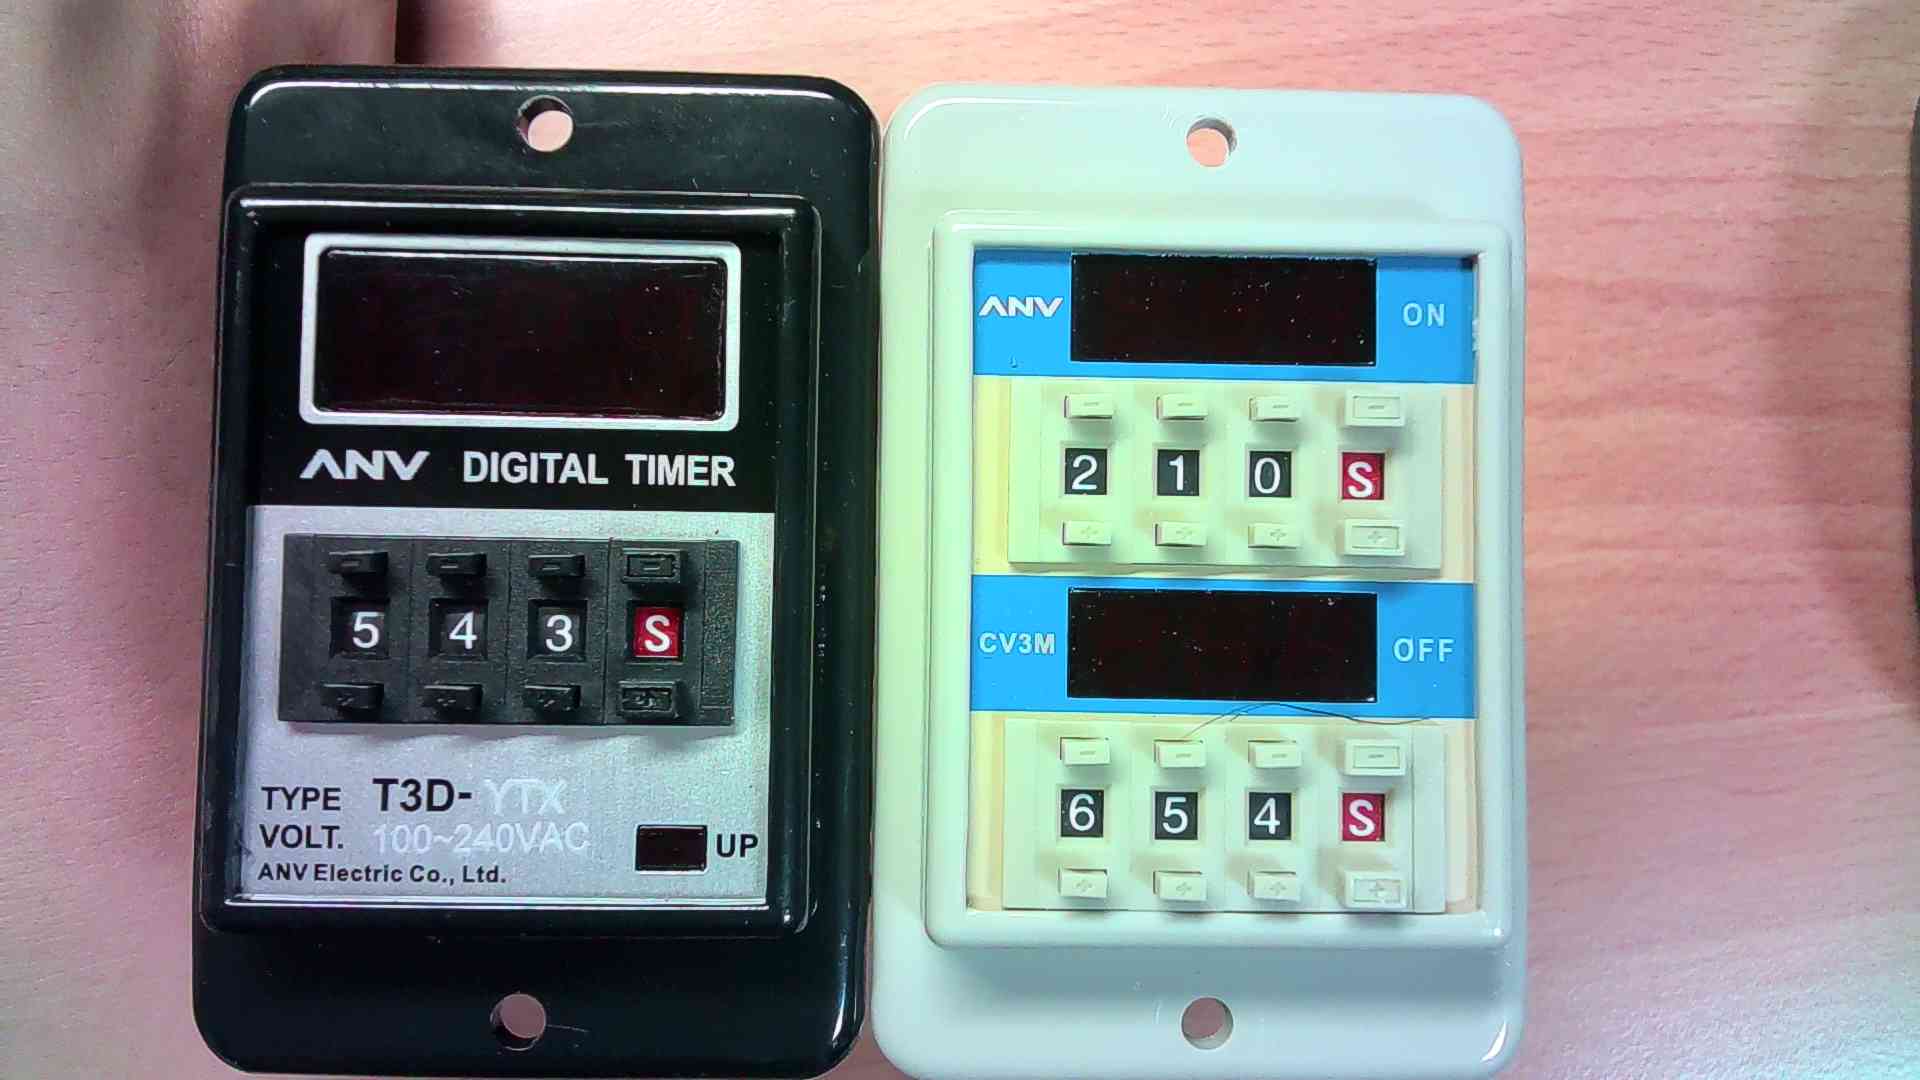 ANV DIGITAL TIMER
5 4 3 S
TYPE T3D-YTX
VOLT. 100~240VAC
UP
ANV Electric Co., Ltd.
ANV ON
- - - -
2 1 0 S
+ + + +
CV3M OFF
- - - -
6 5 4 S
+ + + +